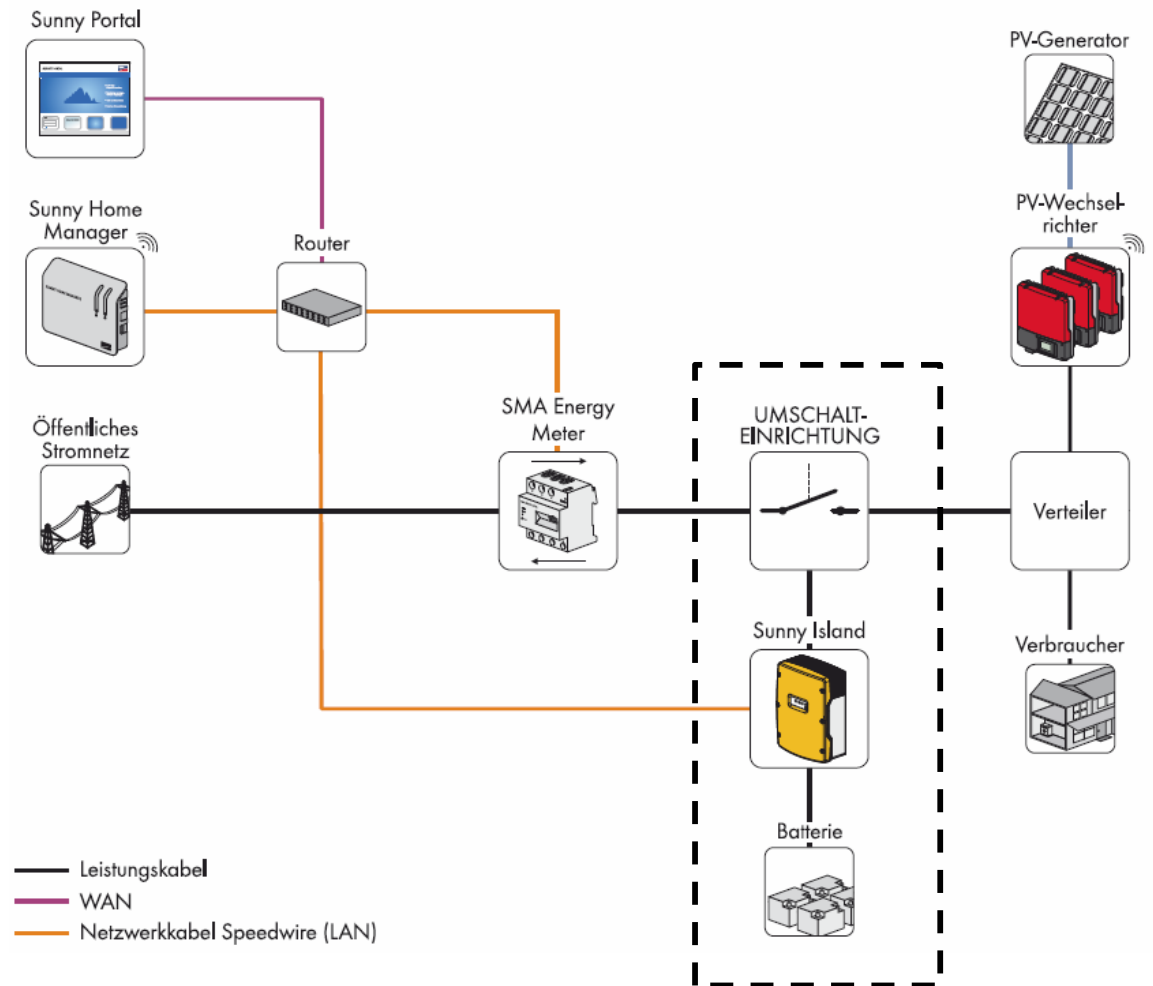 Sunny Portal
PV-Generator
Sunny Home
Manager
Router
PV-Wechsel-
richter
Öffentliches
Stromnetz
SMA Energy
Meter
UMSCHALT-
EINRICHTUNG
Verteiler
Sunny Island
Verbraucher
Batterie
Leistungskabel
WAN
Netzwerkkabel Speedwire (LAN)